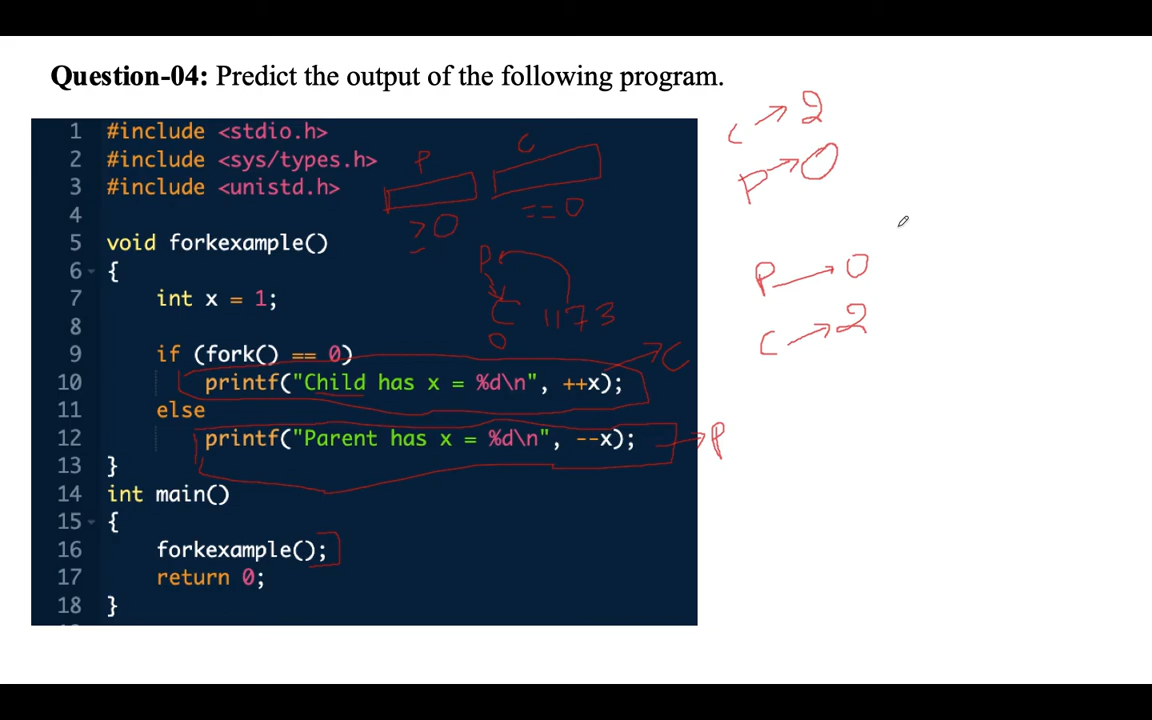 Question-04: Predict the output of the following program.
1 #include <stdio.h>
2 #include <sys/types.h>
3 #include <unistd.h>
4
5 void forkexample()
6 {
7 int x = 1;
8
9 if (fork() == 0)
10 printf("Child has x = %d\n", ++x);
11 else
12 printf("Parent has x = %d\n", --x);
13 }
14 int main()
15 {
16 forkexample();
17 return 0;
18 }
P
C
>0
==0
P
C 1173
0
C
P
C → 2
P → 0
P → 0
C → 2